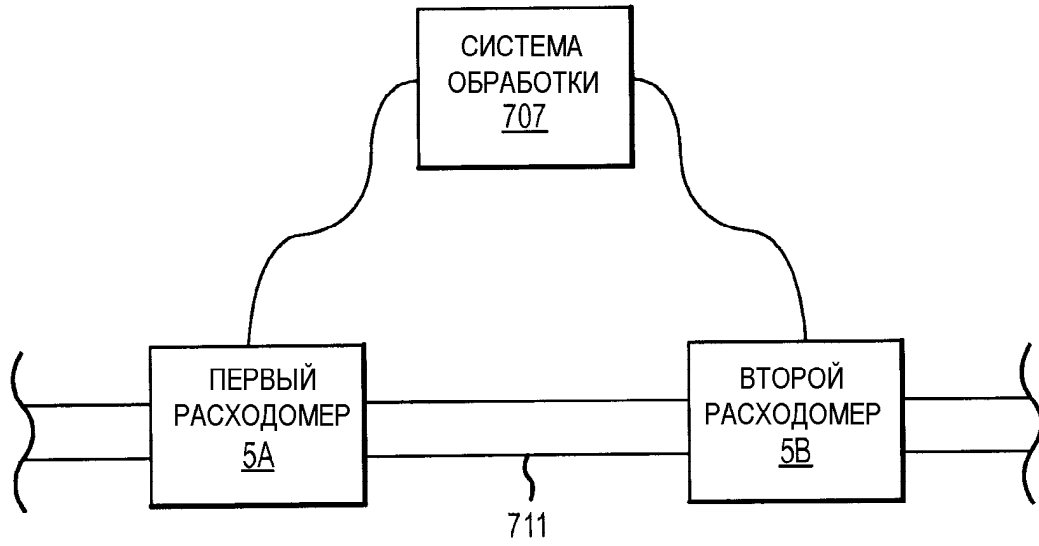 СИСТЕМА
ОБРАБОТКИ
707
ПЕРВЫЙ
РАСХОДОМЕР
5A
ВТОРОЙ
РАСХОДОМЕР
5B
711